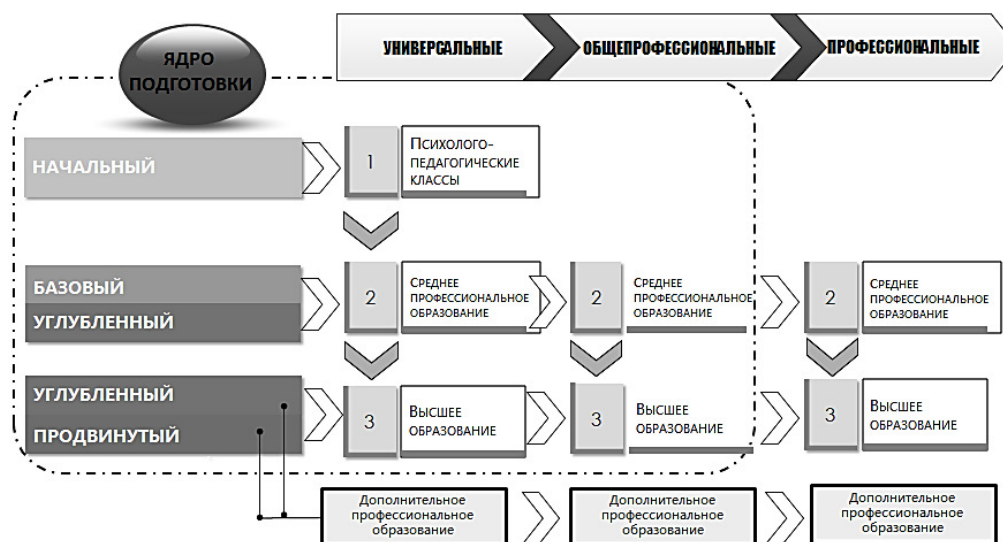 ЯДРО
ПОДГОТОВКИ
УНИВЕРСАЛЬНЫЕ
ОБЩЕПРОФЕССИОНАЛЬНЫЕ
ПРОФЕССИОНАЛЬНЫЕ
НАЧАЛЬНЫЙ
1
ПСИХОЛОГО-
ПЕДАГОГИЧЕСКИЕ
КЛАССЫ
БАЗОВЫЙ
УГЛУБЛЕННЫЙ
2
СРЕДНЕЕ
ПРОФЕССИОНАЛЬНОЕ
ОБРАЗОВАНИЕ
2
СРЕДНЕЕ
ПРОФЕССИОНАЛЬНОЕ
ОБРАЗОВАНИЕ
2
СРЕДНЕЕ
ПРОФЕССИОНАЛЬНОЕ
ОБРАЗОВАНИЕ
УГЛУБЛЕННЫЙ
ПРОДВИНУТЫЙ
3
ВЫСШЕЕ
ОБРАЗОВАНИЕ
3
ВЫСШЕЕ
ОБРАЗОВАНИЕ
3
ВЫСШЕЕ
ОБРАЗОВАНИЕ
Дополнительное
профессиональное
образование
Дополнительное
профессиональное
образование
Дополнительное
профессиональное
образование